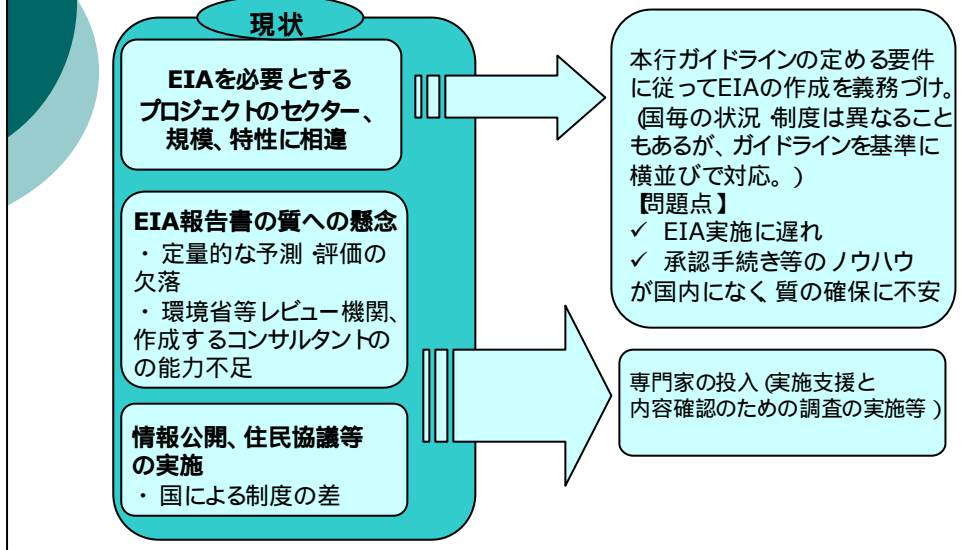 現状
EIAを必要とする
プロジェクトのセクター、
規模、特性に相違
EIA報告書の質への懸念
・ 定量的な予測・評価の
欠落
・ 環境省等レビュー機関、
作成するコンサルタントの
の能力不足
情報公開、住民協議等
の実施
・ 国による制度の差
本行ガイドラインの定める要件
に従ってEIAの作成を義務づけ。
(国毎の状況・制度は異なること
もあるが、ガイドラインを基準に
横並びで対応。)
【問題点】
✓ EIA実施に遅れ
✓ 承認手続き等のノウハウ
が国内になく、質の確保に不安
専門家の投入(実施支援と
内容確認のための調査の実施等)